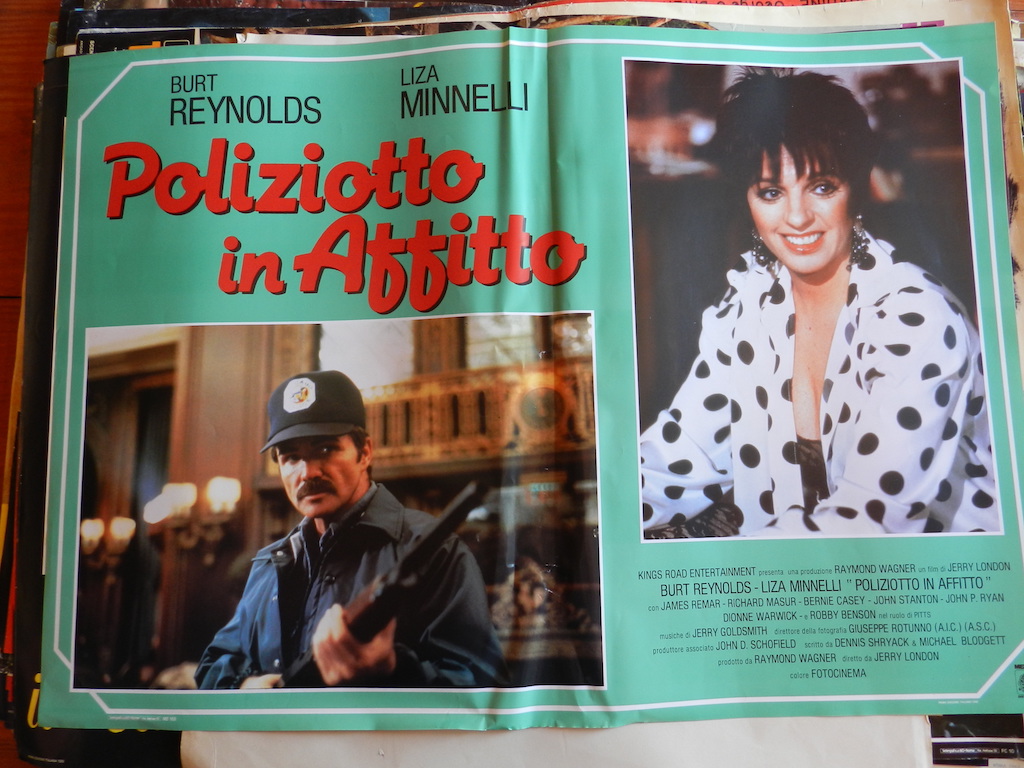 BURT
REYNOLDS
LIZA
MINNELLI
Poliziotto
in Affitto
KINGS ROAD ENTERTAINMENT presenta una produzione RAYMOND WAGNER un film di JERRY LONDON
BURT REYNOLDS - LIZA MINNELLI " POLIZIOTTO IN AFFITTO "
con JAMES REMAR - RICHARD MASUR - BERNIE CASEY - JOHN STANTON - JOHN P. RYAN
DIONNE WARWICK - e ROBBY BENSON nel ruolo di PITTS
musiche di JERRY GOLDSMITH direttore della fotografia GIUSEPPE ROTUNNO (A.I.C.) (A.S.C.)
produttore associato JOHN D. SCHOFIELD scritto da DENNIS SHRYACK & MICHAEL BLODGETT
prodotto da RAYMOND WAGNER diretto da JERRY LONDON
colore FOTOCINEMA